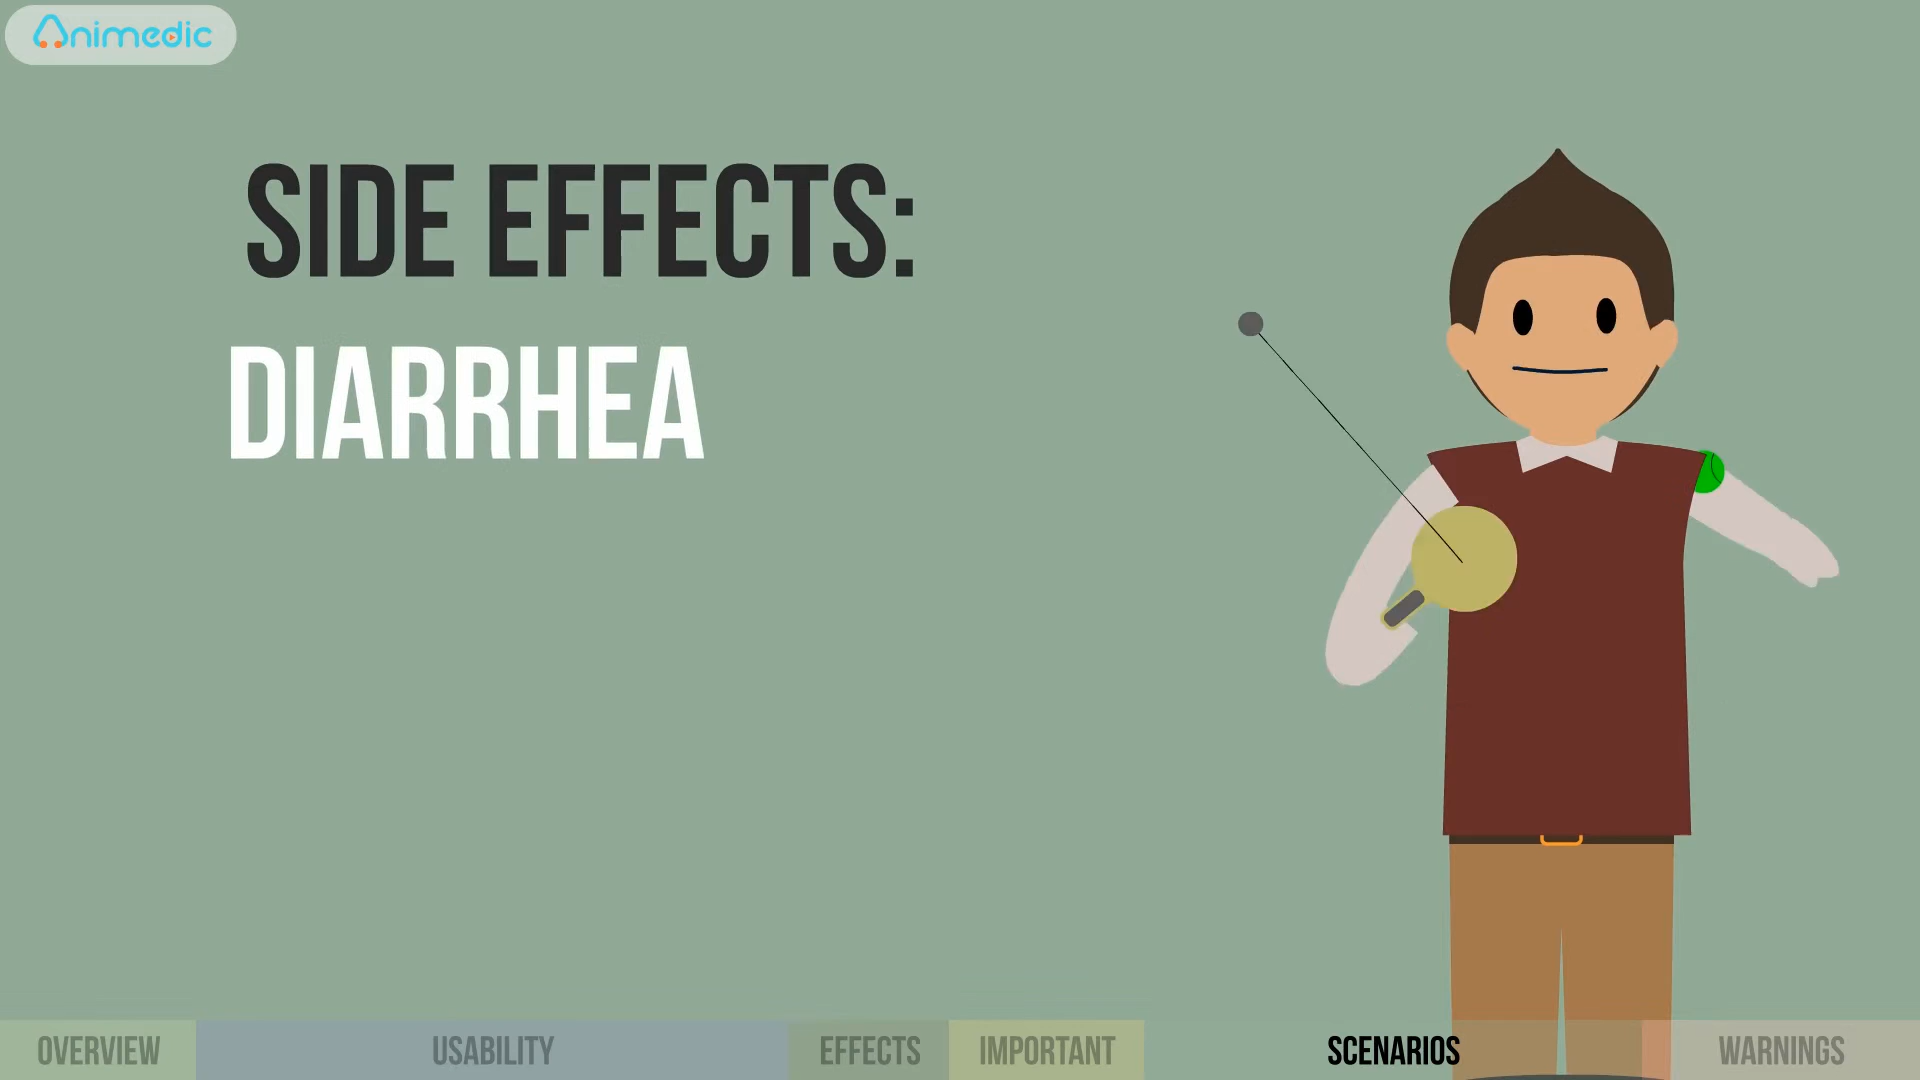 Animedic
SIDE EFFECTS:
DIARRHEA
OVERVIEW USABILITY EFFECTS IMPORTANT SCENARIOS WARNINGS